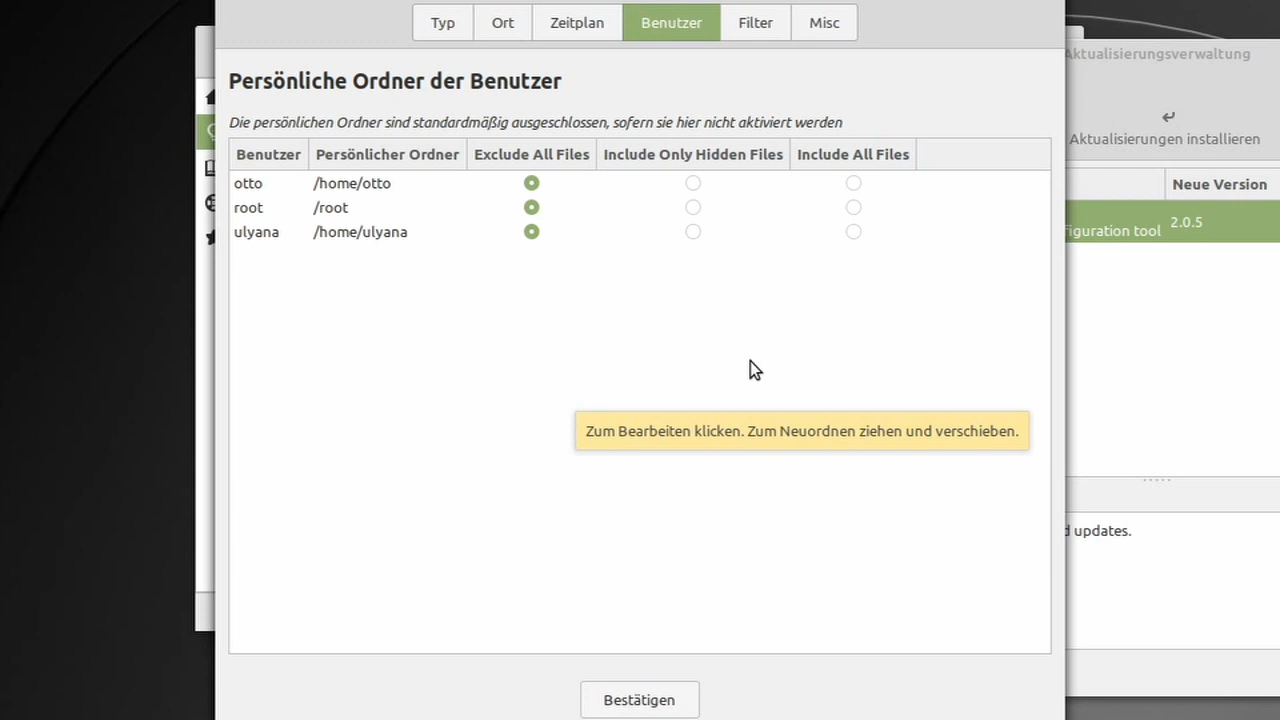 Typ Ort Zeitplan Benutzer Filter Misc
Persönliche Ordner der Benutzer
Die persönlichen Ordner sind standardmäßig ausgeschlossen, sofern sie hier nicht aktiviert werden
Benutzer Persönlicher Ordner Exclude All Files Include Only Hidden Files Include All Files
otto /home/otto
root /root
ulyana /home/ulyana
Zum Bearbeiten klicken. Zum Neuordnen ziehen und verschieben.
Bestätigen
Aktualisierungsverwaltung
Aktualisierungen installieren
Neue Version
figuration tool 2.0.5
d updates.